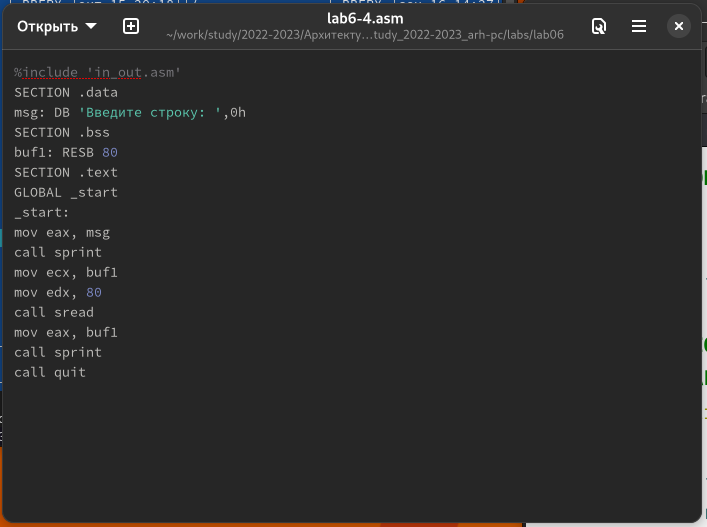 Открыть
lab6-4.asm
~/work/study/2022-2023/Архитекту…tudy_2022-2023_arh-pc/labs/lab06
%include 'in_out.asm'
SECTION .data
msg: DB 'Введите строку: ',0h
SECTION .bss
buf1: RESB 80
SECTION .text
GLOBAL _start
_start:
mov eax, msg
call sprint
mov ecx, buf1
mov edx, 80
call sread
mov eax, buf1
call sprint
call quit